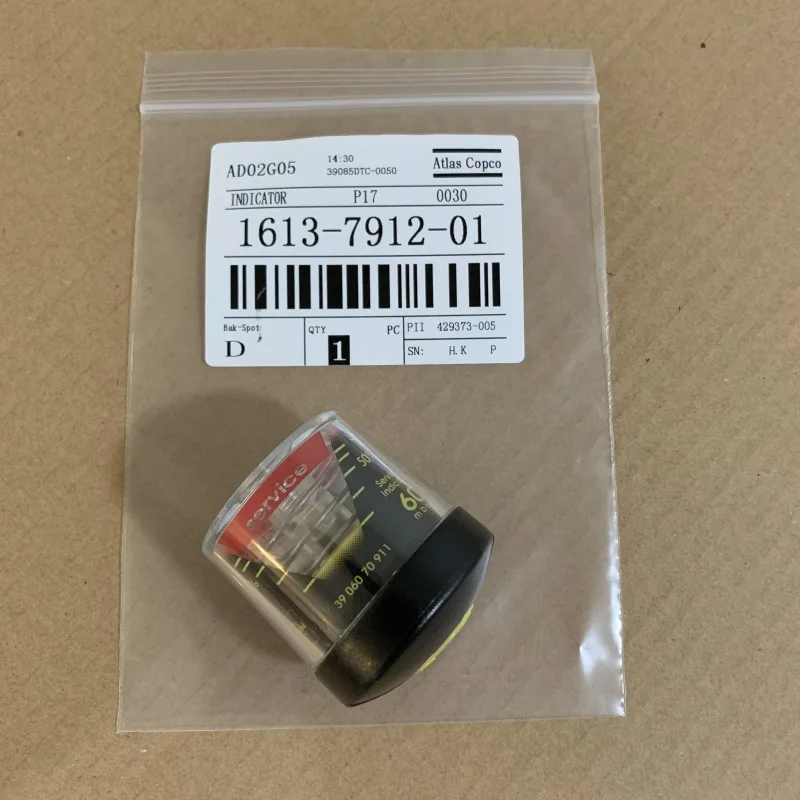 AD02G05
14:30
39085DTC-0050
Atlas Copco
INDICATOR P17 0030
1613-7912-01
Bak-Spot
D
QTY PC
1
PII 429373-005
SN: H.K P
service
50
39 060 70 911